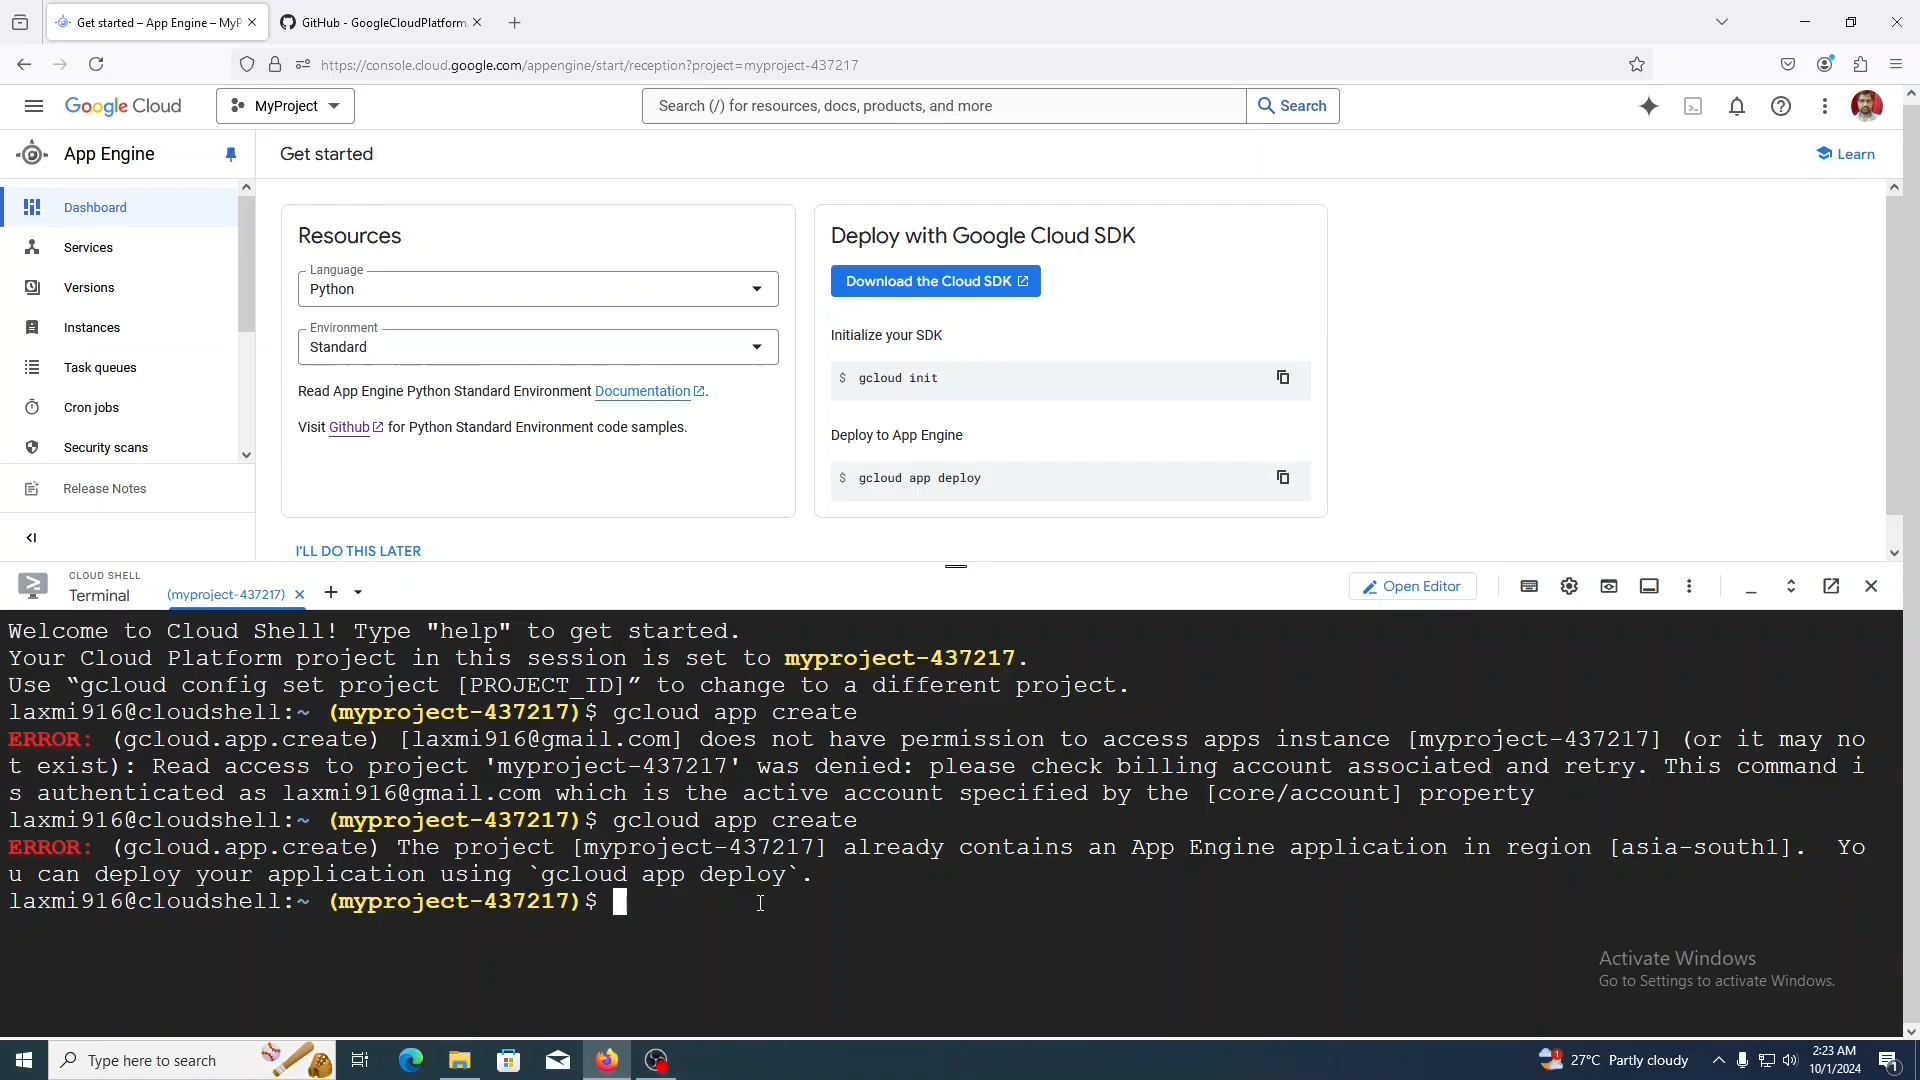 Get started – App Engine – MyP
GitHub - GoogleCloudPlatform
https://console.cloud.google.com/appengine/start/reception?project=myproject-437217
Google Cloud
MyProject
Search (/) for resources, docs, products, and more
Search
App Engine
Get started
Learn
Dashboard
Services
Versions
Instances
Task queues
Cron jobs
Security scans
Release Notes
Resources
Language
Python
Environment
Standard
Read App Engine Python Standard Environment Documentation.
Visit Github for Python Standard Environment code samples.
Deploy with Google Cloud SDK
Download the Cloud SDK
Initialize your SDK
$ gcloud init
Deploy to App Engine
$ gcloud app deploy
I'LL DO THIS LATER
CLOUD SHELL
Terminal
(myproject-437217)
Open Editor
Welcome to Cloud Shell! Type "help" to get started.
Your Cloud Platform project in this session is set to myproject-437217.
Use “gcloud config set project [PROJECT_ID]” to change to a different project.
laxmi916@cloudshell:~ (myproject-437217)$ gcloud app create
ERROR: (gcloud.app.create) [laxmi916@gmail.com] does not have permission to access apps instance [myproject-437217] (or it may no
t exist): Read access to project 'myproject-437217' was denied: please check billing account associated and retry. This command i
s authenticated as laxmi916@gmail.com which is the active account specified by the [core/account] property
laxmi916@cloudshell:~ (myproject-437217)$ gcloud app create
ERROR: (gcloud.app.create) The project [myproject-437217] already contains an App Engine application in region [asia-south1].  Yo
u can deploy your application using `gcloud app deploy`.
laxmi916@cloudshell:~ (myproject-437217)$
Activate Windows
Go to Settings to activate Windows.
Type here to search
1
27°C Partly cloudy
2:23 AM
10/1/2024
1